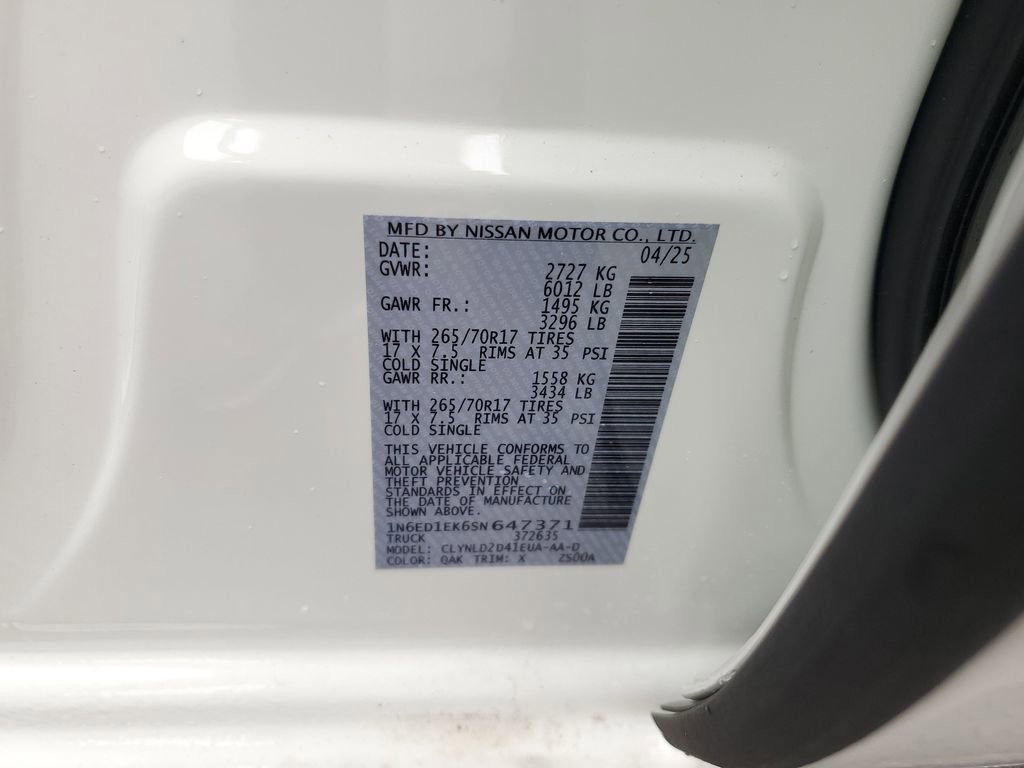 MFD BY NISSAN MOTOR CO., LTD.
DATE: 04/25
GVWR: 2727 KG
6012 LB
GAWR FR.: 1495 KG
3296 LB
WITH 265/70R17 TIRES
17 X 7.5 RIMS AT 35 PSI
COLD SINGLE
GAWR RR.: 1558 KG
3434 LB
WITH 265/70R17 TIRES
17 X 7.5 RIMS AT 35 PSI
COLD SINGLE
THIS VEHICLE CONFORMS TO
ALL APPLICABLE FEDERAL
MOTOR VEHICLE SAFETY AND
THEFT PREVENTION
STANDARDS IN EFFECT ON
THE DATE OF MANUFACTURE
SHOWN ABOVE.
1N6ED1EK6SN647371
TRUCK 372635
MODEL: CLYNLD2D41EUA-AA-D
COLOR: QAK TRIM: X 2S00A